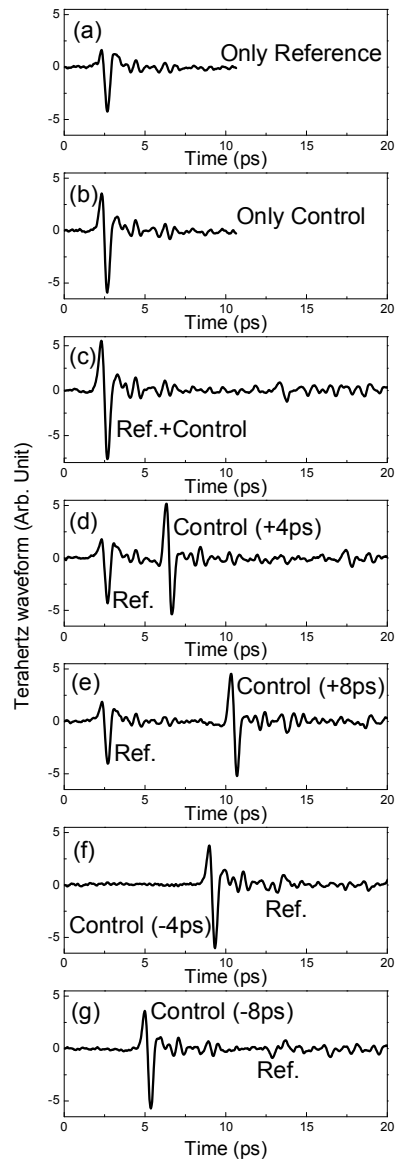 Terahertz waveform (Arb. Unit)
(a)
Only Reference
5
0
-5
0 5 10 15 20
Time (ps)
(b)
Only Control
5
0
-5
0 5 10 15 20
Time (ps)
(c)
Ref.+Control
5
0
-5
0 5 10 15 20
Time (ps)
(d)
Control (+4ps)
Ref.
5
0
-5
0 5 10 15 20
Time (ps)
(e)
Control (+8ps)
Ref.
5
0
-5
0 5 10 15 20
Time (ps)
(f)
Control (-4ps)
Ref.
5
0
-5
0 5 10 15 20
Time (ps)
(g)
Control (-8ps)
Ref.
5
0
-5
0 5 10 15 20
Time (ps)